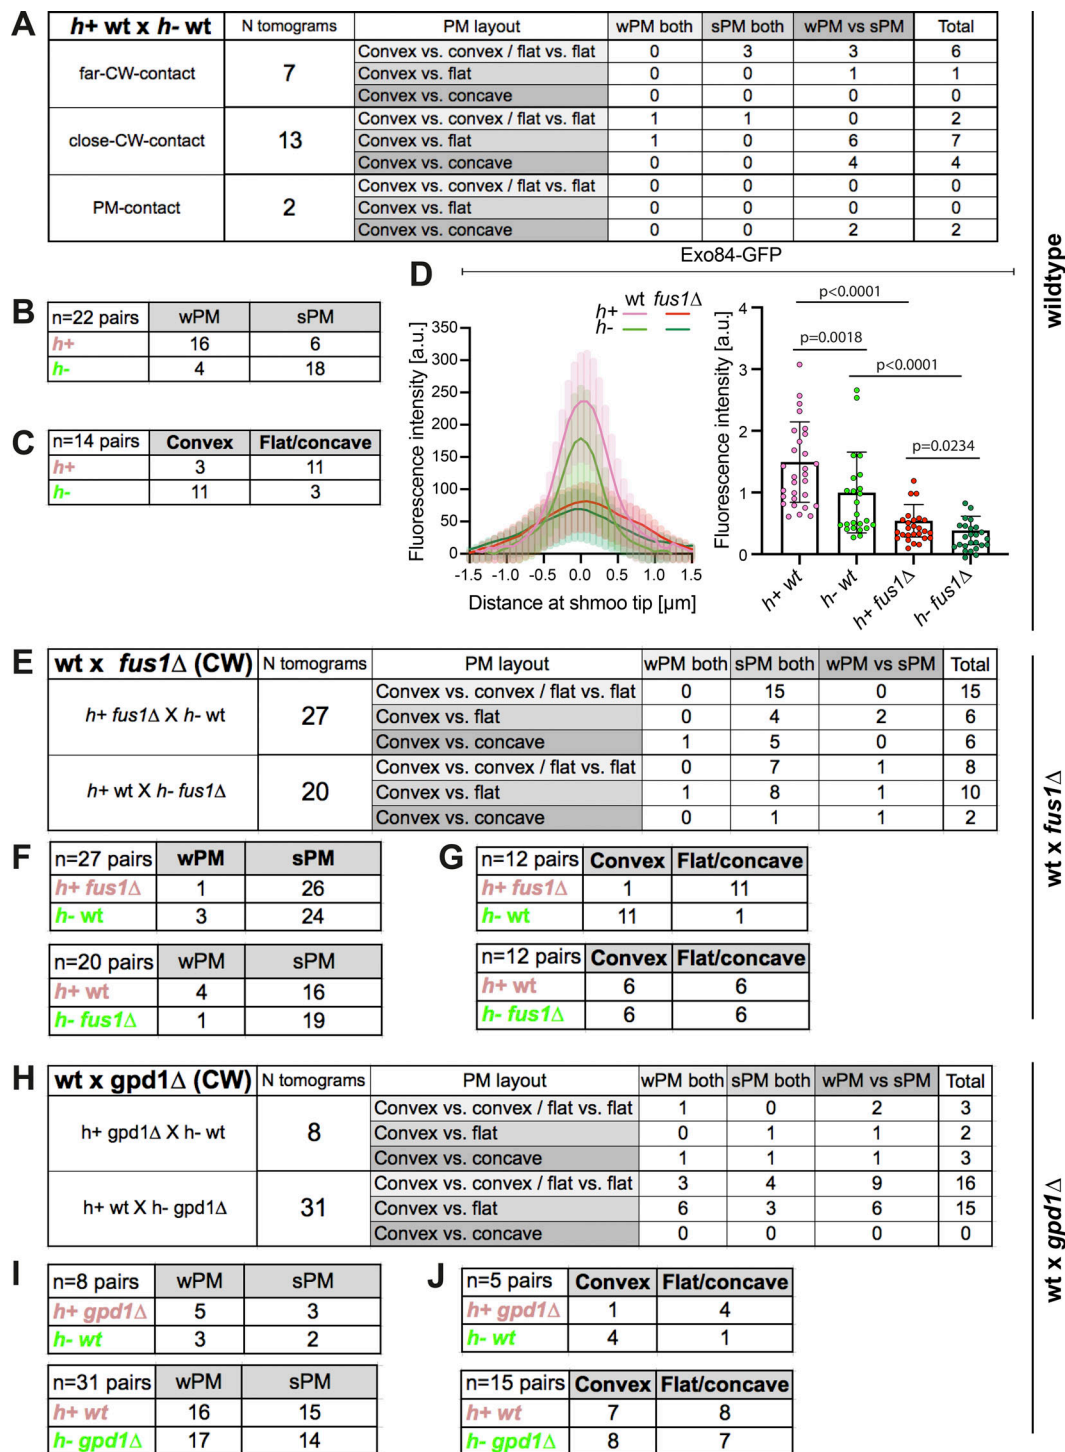 A
h+ wt x h- wt N tomograms PM layout wPM both sPM both wPM vs sPM Total
far-CW-contact 7 Convex vs. convex / flat vs. flat 0 3 3 6
Convex vs. flat 0 0 1 1
Convex vs. concave 0 0 0 0
close-CW-contact 13 Convex vs. convex / flat vs. flat 1 1 0 2
Convex vs. flat 1 0 6 7
Convex vs. concave 0 0 4 4
PM-contact 2 Convex vs. convex / flat vs. flat 0 0 0 0
Convex vs. flat 0 0 0 0
Convex vs. concave 0 0 2 2
wildtype
B
n=22 pairs wPM sPM
h+ 16 6
h- 4 18
C
n=14 pairs Convex Flat/concave
h+ 3 11
h- 11 3
D
Exo84-GFP
wt fus1Δ
h+
h-
Fluorescence intensity [a.u.]
350
300
250
200
150
100
50
0
-1.5 -1.0 -0.5 0.0 0.5 1.0 1.5
Distance at shmoo tip [µm]
Fluorescence intensity [a.u.]
4
3
2
1
0
p<0.0001
p=0.0018
p<0.0001
p=0.0234
h+ wt
h- wt
h+ fus1Δ
h- fus1Δ
E
wt x fus1Δ (CW) N tomograms PM layout wPM both sPM both wPM vs sPM Total
h+ fus1Δ X h- wt 27 Convex vs. convex / flat vs. flat 0 15 0 15
Convex vs. flat 0 4 2 6
Convex vs. concave 1 5 0 6
h+ wt X h- fus1Δ 20 Convex vs. convex / flat vs. flat 0 7 1 8
Convex vs. flat 1 8 1 10
Convex vs. concave 0 1 1 2
wt x fus1Δ
F
n=27 pairs wPM sPM
h+ fus1Δ 1 26
h- wt 3 24
n=20 pairs wPM sPM
h+ wt 4 16
h- fus1Δ 1 19
G
n=12 pairs Convex Flat/concave
h+ fus1Δ 1 11
h- wt 11 1
n=12 pairs Convex Flat/concave
h+ wt 6 6
h- fus1Δ 6 6
H
wt x gpd1Δ (CW) N tomograms PM layout wPM both sPM both wPM vs sPM Total
h+ gpd1Δ X h- wt 8 Convex vs. convex / flat vs. flat 1 0 2 3
Convex vs. flat 0 1 1 2
Convex vs. concave 1 1 1 3
h+ wt X h- gpd1Δ 31 Convex vs. convex / flat vs. flat 3 4 9 16
Convex vs. flat 6 3 6 15
Convex vs. concave 0 0 0 0
wt x gpd1Δ
I
n=8 pairs wPM sPM
h+ gpd1Δ 5 3
h- wt 3 2
n=31 pairs wPM sPM
h+ wt 16 15
h- gpd1Δ 17 14
J
n=5 pairs Convex Flat/concave
h+ gpd1Δ 1 4
h- wt 4 1
n=15 pairs Convex Flat/concave
h+ wt 7 8
h- gpd1Δ 8 7